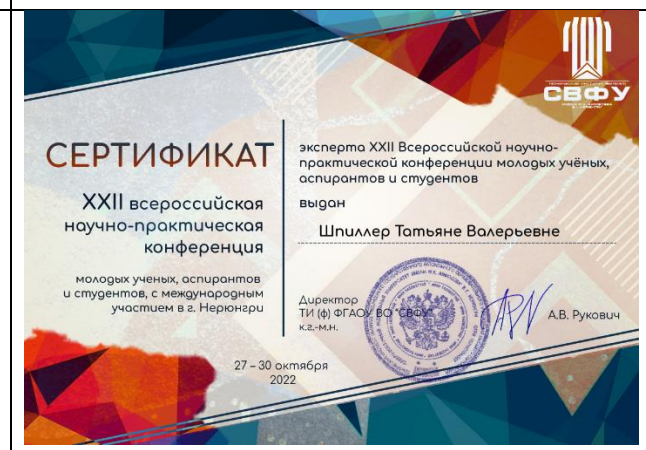 СВФУ
СЕРТИФИКАТ
XXII всероссийская
научно-практическая
конференция
молодых ученых, аспирантов
и студентов, с международным
участием в г. Нерюнгри
эксперта XXII Всероссийской научно-
практической конференции молодых учёных,
аспирантов и студентов
выдан
Шпиллер Татьяне Валерьевне
Директор
ТИ (ф) ФГАОУ ВО "СВФУ"
к.г.-м.н.
А.В. Рукович
27 – 30 октября
2022